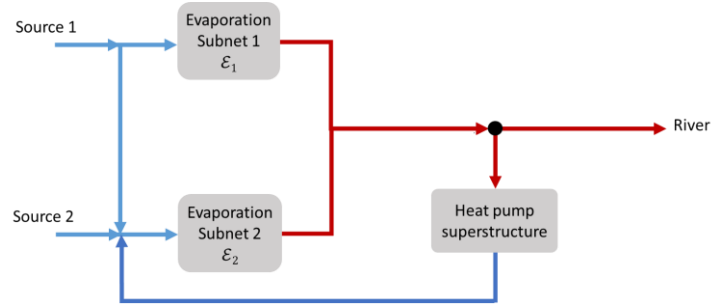 Source 1
Evaporation
Subnet 1
ℰ₁
River
Source 2
Evaporation
Subnet 2
ℰ₂
Heat pump
superstructure